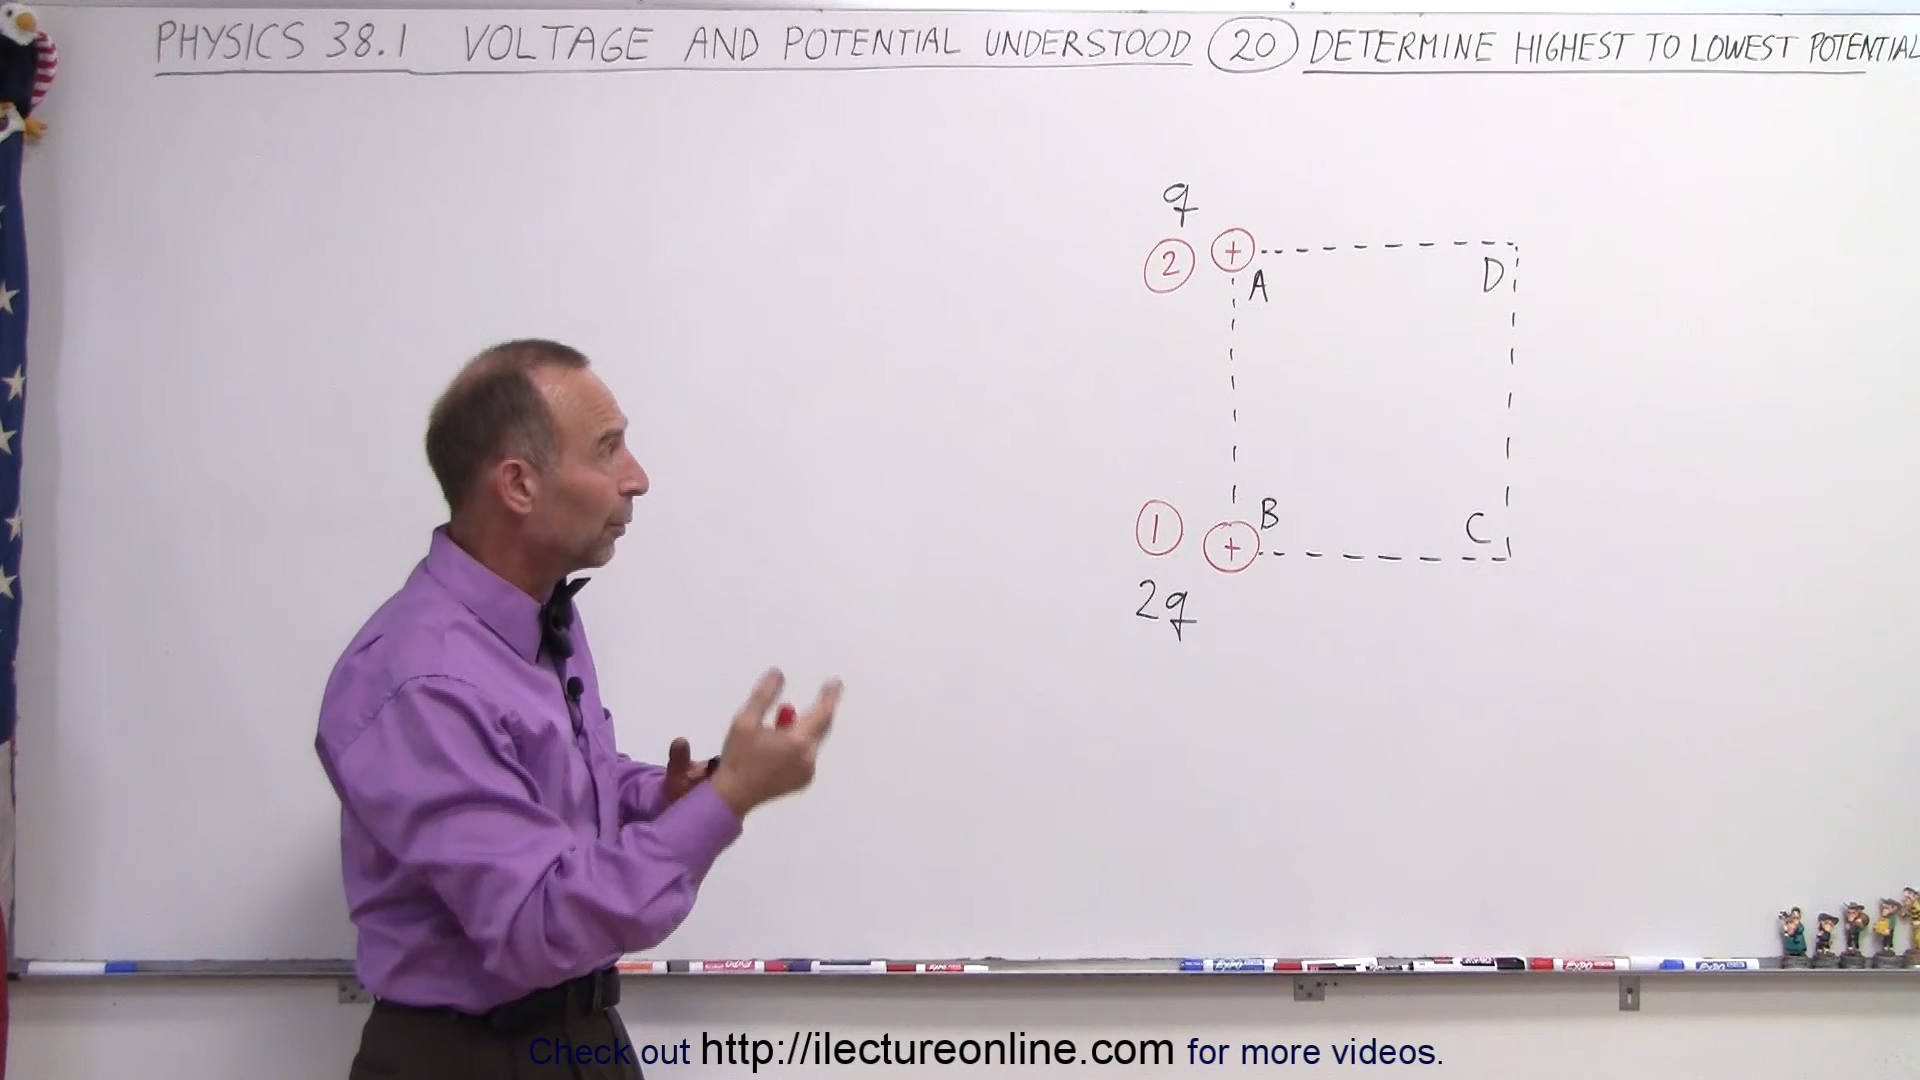 PHYSICS 38.1 VOLTAGE AND POTENTIAL UNDERSTOOD 20 DETERMINE HIGHEST TO LOWEST POTENTIAL
q
2 +
A
D
1 +
B
C
2q
Check out http://ilectureonline.com for more videos.